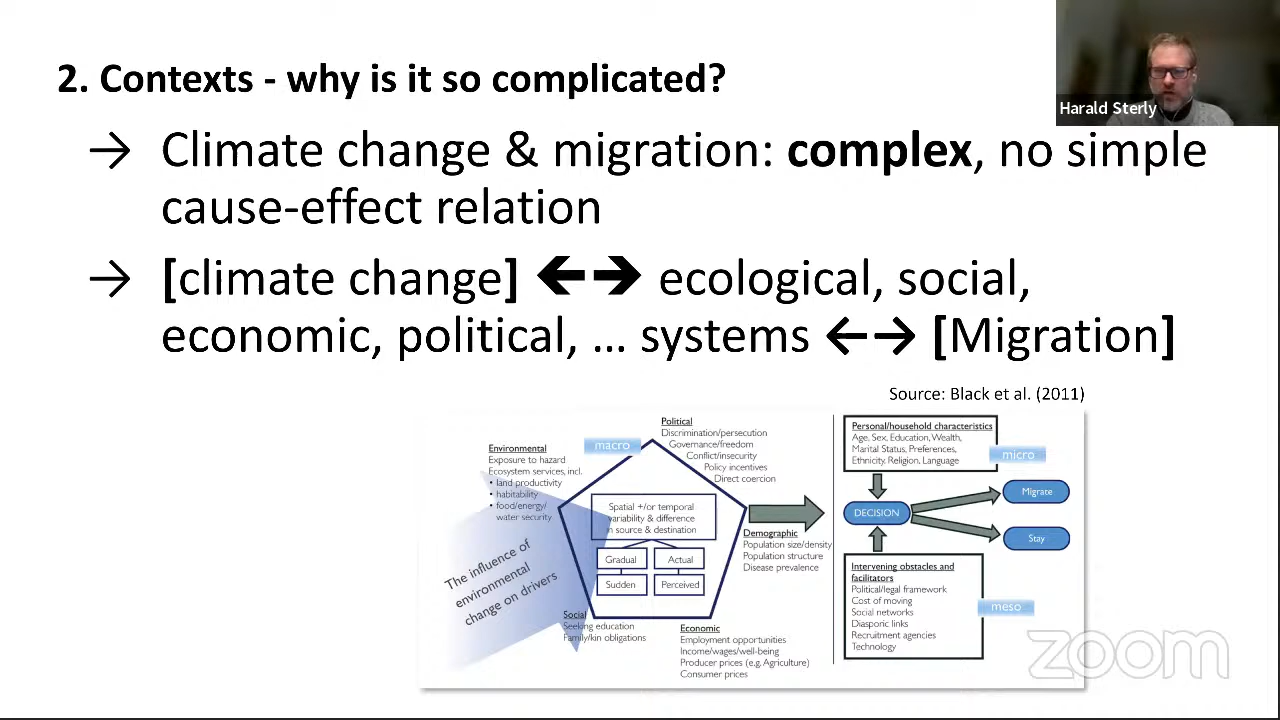 2. Contexts - why is it so complicated?
Harald Sterly
→ Climate change & migration: complex, no simple
cause-effect relation
→ [climate change] ←→ ecological, social,
economic, political, ... systems ←→ [Migration]
Source: Black et al. (2011)
macro
Political
Discrimination/persecution
Governance/freedom
Conflict/insecurity
Policy incentives
Direct coercion
Environmental
Exposure to hazard
Ecosystem services, incl.
• land productivity
• habitability
• food/energy/
water security
The influence of
environmental
change on drivers
Spatial +/or temporal
variability & difference
in source & destination
Gradual
Actual
Sudden
Perceived
Demographic
Population size/density
Population structure
Disease prevalence
Social
Seeking education
Family/kin obligations
Economic
Employment opportunities
Income/wages/well-being
Producer prices (e.g. Agriculture)
Consumer prices
Personal/household characteristics
Age, Sex, Education, Wealth,
Marital Status, Preferences,
Ethnicity, Religion, Language
micro
DECISION
Migrate
Stay
Intervening obstacles and
facilitators
Political/legal framework
Cost of moving
Social networks
Diasporic links
Recruitment agencies
Technology
meso
zoom